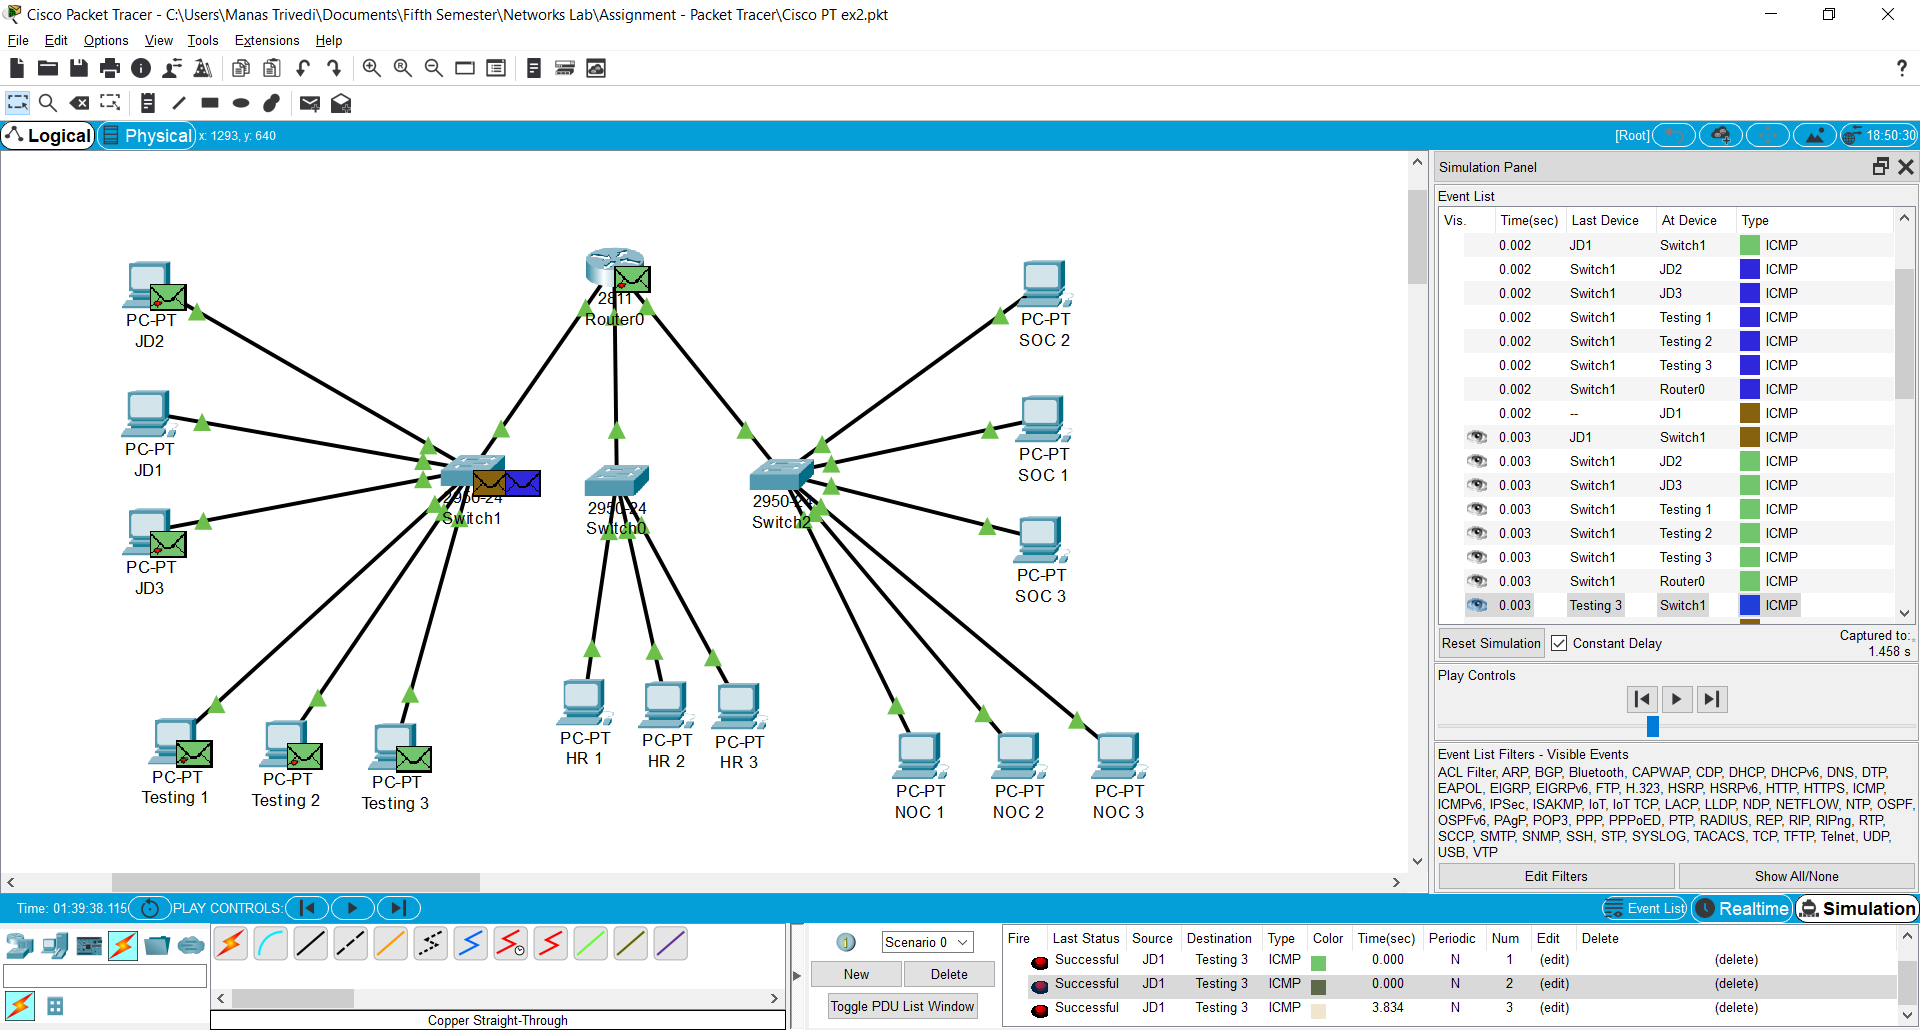 Cisco Packet Tracer - C:\Users\Manas Trivedi\Documents\Fifth Semester\Networks Lab\Assignment - Packet Tracer\Cisco PT ex2.pkt
File Edit Options View Tools Extensions Help
?
Logical Physical x: 1293, y: 640 [Root] 18:50:30
PC-PT
JD2
PC-PT
JD1
PC-PT
JD3
2811
Router0
2950-24
Switch1
2950-24
Switch0
2950-24
Switch2
PC-PT
SOC 2
PC-PT
SOC 1
PC-PT
SOC 3
PC-PT
Testing 1
PC-PT
Testing 2
PC-PT
Testing 3
PC-PT
HR 1
PC-PT
HR 2
PC-PT
HR 3
PC-PT
NOC 1
PC-PT
NOC 2
PC-PT
NOC 3
Simulation Panel
Event List
Vis. Time(sec) Last Device At Device Type
0.002 JD1 Switch1 ICMP
0.002 Switch1 JD2 ICMP
0.002 Switch1 JD3 ICMP
0.002 Switch1 Testing 1 ICMP
0.002 Switch1 Testing 2 ICMP
0.002 Switch1 Testing 3 ICMP
0.002 Switch1 Router0 ICMP
0.002 -- JD1 ICMP
0.003 JD1 Switch1 ICMP
0.003 Switch1 JD2 ICMP
0.003 Switch1 JD3 ICMP
0.003 Switch1 Testing 1 ICMP
0.003 Switch1 Testing 2 ICMP
0.003 Switch1 Testing 3 ICMP
0.003 Switch1 Router0 ICMP
0.003 Testing 3 Switch1 ICMP
Reset Simulation Constant Delay Captured to:
1.458 s
Play Controls
Event List Filters - Visible Events
ACL Filter, ARP, BGP, Bluetooth, CAPWAP, CDP, DHCP, DHCPv6, DNS, DTP,
EAPOL, EIGRP, EIGRPv6, FTP, H.323, HSRP, HSRPv6, HTTP, HTTPS, ICMP,
ICMPv6, IPSec, ISAKMP, IoT, IoT TCP, LACP, LLDP, NDP, NETFLOW, NTP, OSPF,
OSPFv6, PAgP, POP3, PPP, PPPoED, PTP, RADIUS, REP, RIP, RIPng, RTP,
SCCP, SMTP, SNMP, SSH, STP, SYSLOG, TACACS, TCP, TFTP, Telnet, UDP,
USB, VTP
Edit Filters Show All/None
Time: 01:39:38.115 PLAY CONTROLS: Event List Realtime Simulation
Copper Straight-Through
Scenario 0
New Delete
Toggle PDU List Window
Fire Last Status Source Destination Type Color Time(sec) Periodic Num Edit Delete
Successful JD1 Testing 3 ICMP 0.000 N 1 (edit) (delete)
Successful JD1 Testing 3 ICMP 0.000 N 2 (edit) (delete)
Successful JD1 Testing 3 ICMP 3.834 N 3 (edit) (delete)